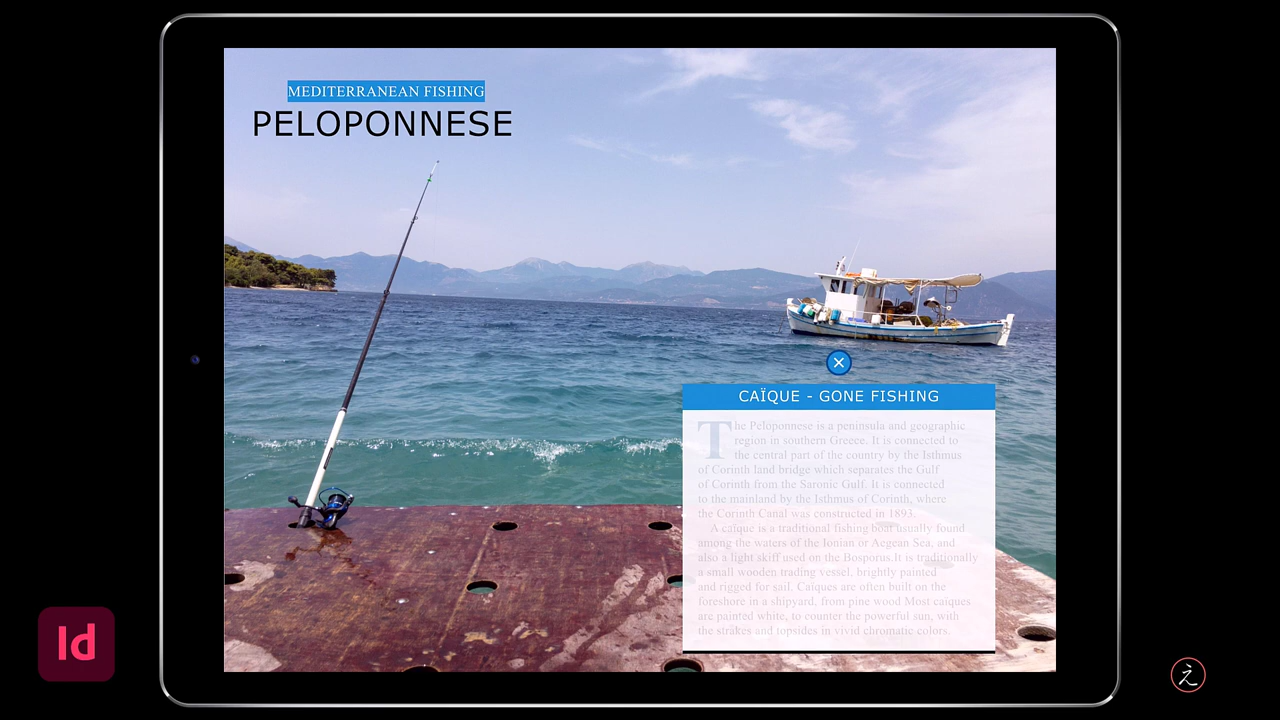 MEDITERRANEAN FISHING
PELOPONNESE
CAÏQUE - GONE FISHING
The Peloponnese is a peninsula and geographic
region in southern Greece. It is connected to
the central part of the country by the Isthmus
of Corinth land bridge which separates the Gulf
of Corinth from the Saronic Gulf. It is connected
to the mainland by the Isthmus of Corinth, where
the Corinth Canal was constructed in 1893.
A caïque is a traditional fishing boat usually found
among the waters of the Ionian or Aegean Sea, and
also a light skiff used on the Bosporus.It is traditionally
a small wooden trading vessel, brightly painted
and rigged for sail. Caïques are often built on the
foreshore in a shipyard, from pine wood Most caïques
are painted white, to counter the powerful sun, with
the strakes and topsides in vivid chromatic colors.
Id
え